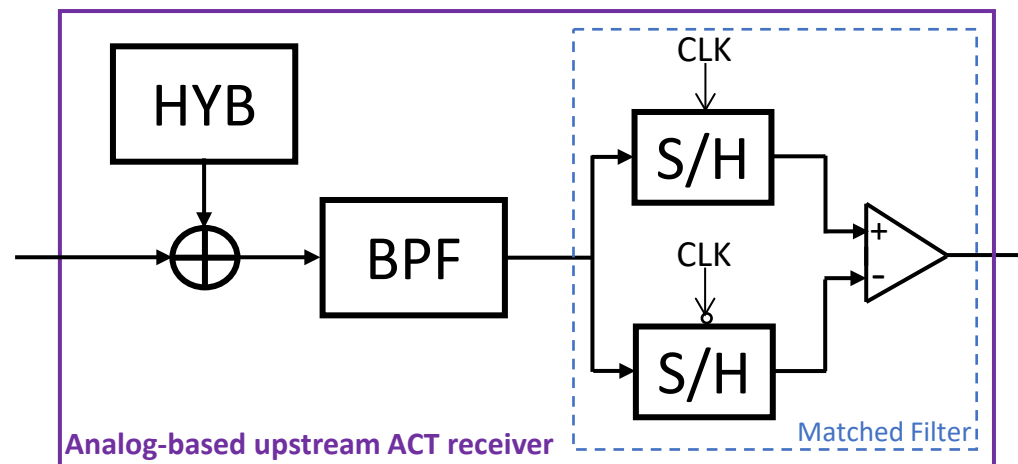 HYB
BPF
CLK
S/H
+
-
CLK
S/H
Matched Filter
Analog-based upstream ACT receiver